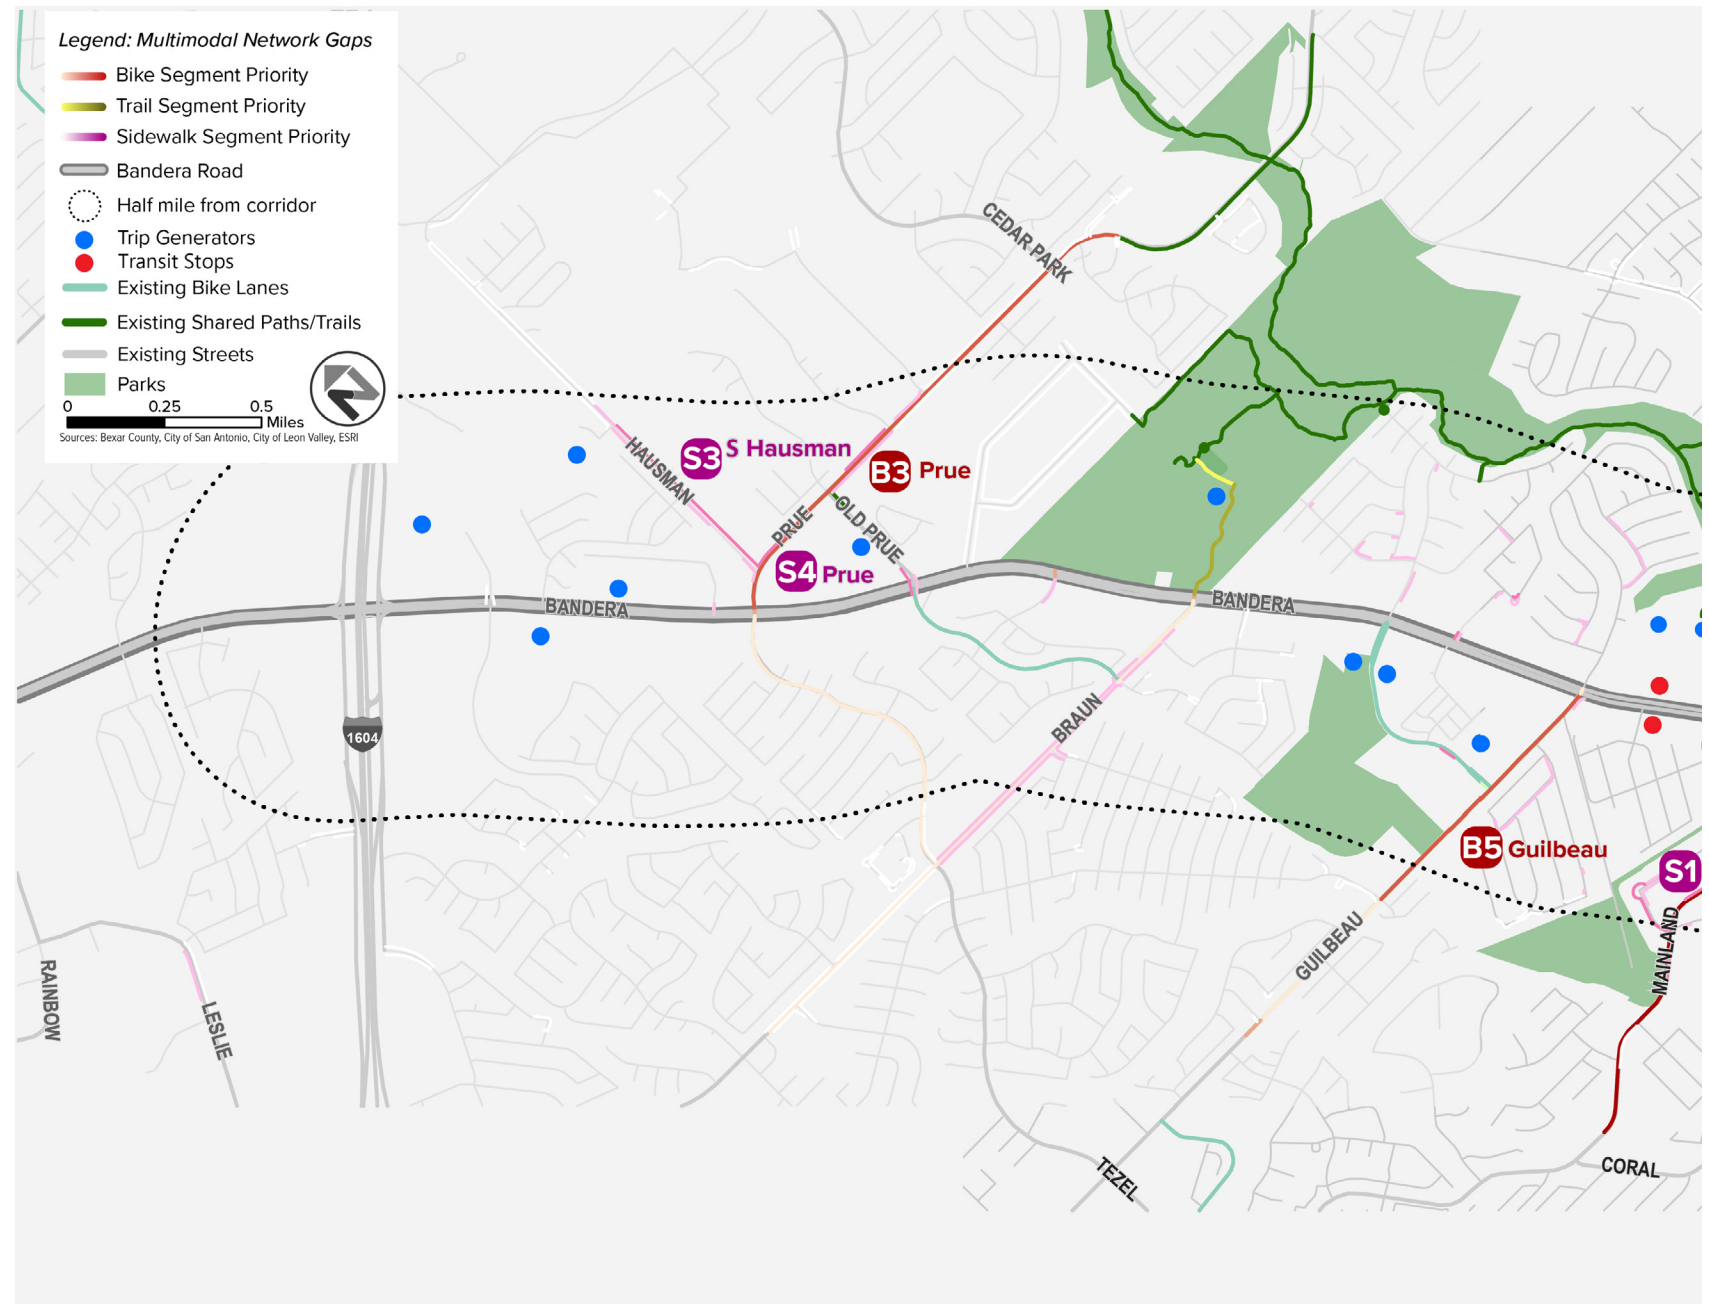 Legend: Multimodal Network Gaps
Bike Segment Priority
Trail Segment Priority
Sidewalk Segment Priority
Bandera Road
Half mile from corridor
Trip Generators
Transit Stops
Existing Bike Lanes
Existing Shared Paths/Trails
Existing Streets
Parks
0 0.25 0.5
Miles
Sources: Bexar County, City of San Antonio, City of Leon Valley, ESRI
CEDAR PARK
HAUSMAN
S3 S Hausman
B3 Prue
PRUE
OLD PRUE
S4 Prue
BANDERA
BANDERA
1604
BRAUN
B5 Guilbeau
S1
GUILBEAU
MAINLAND
RAINBOW
LESLIE
TEZEL
CORAL